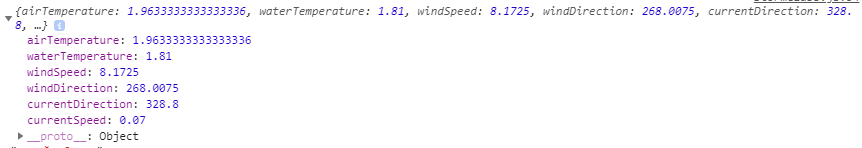 {airTemperature: 1.9633333333333336, waterTemperature: 1.81, windSpeed: 8.1725, windDirection: 268.0075, currentDirection: 328.
8, …}
airTemperature: 1.9633333333333336
waterTemperature: 1.81
windSpeed: 8.1725
windDirection: 268.0075
currentDirection: 328.8
currentSpeed: 0.07
__proto__: Object